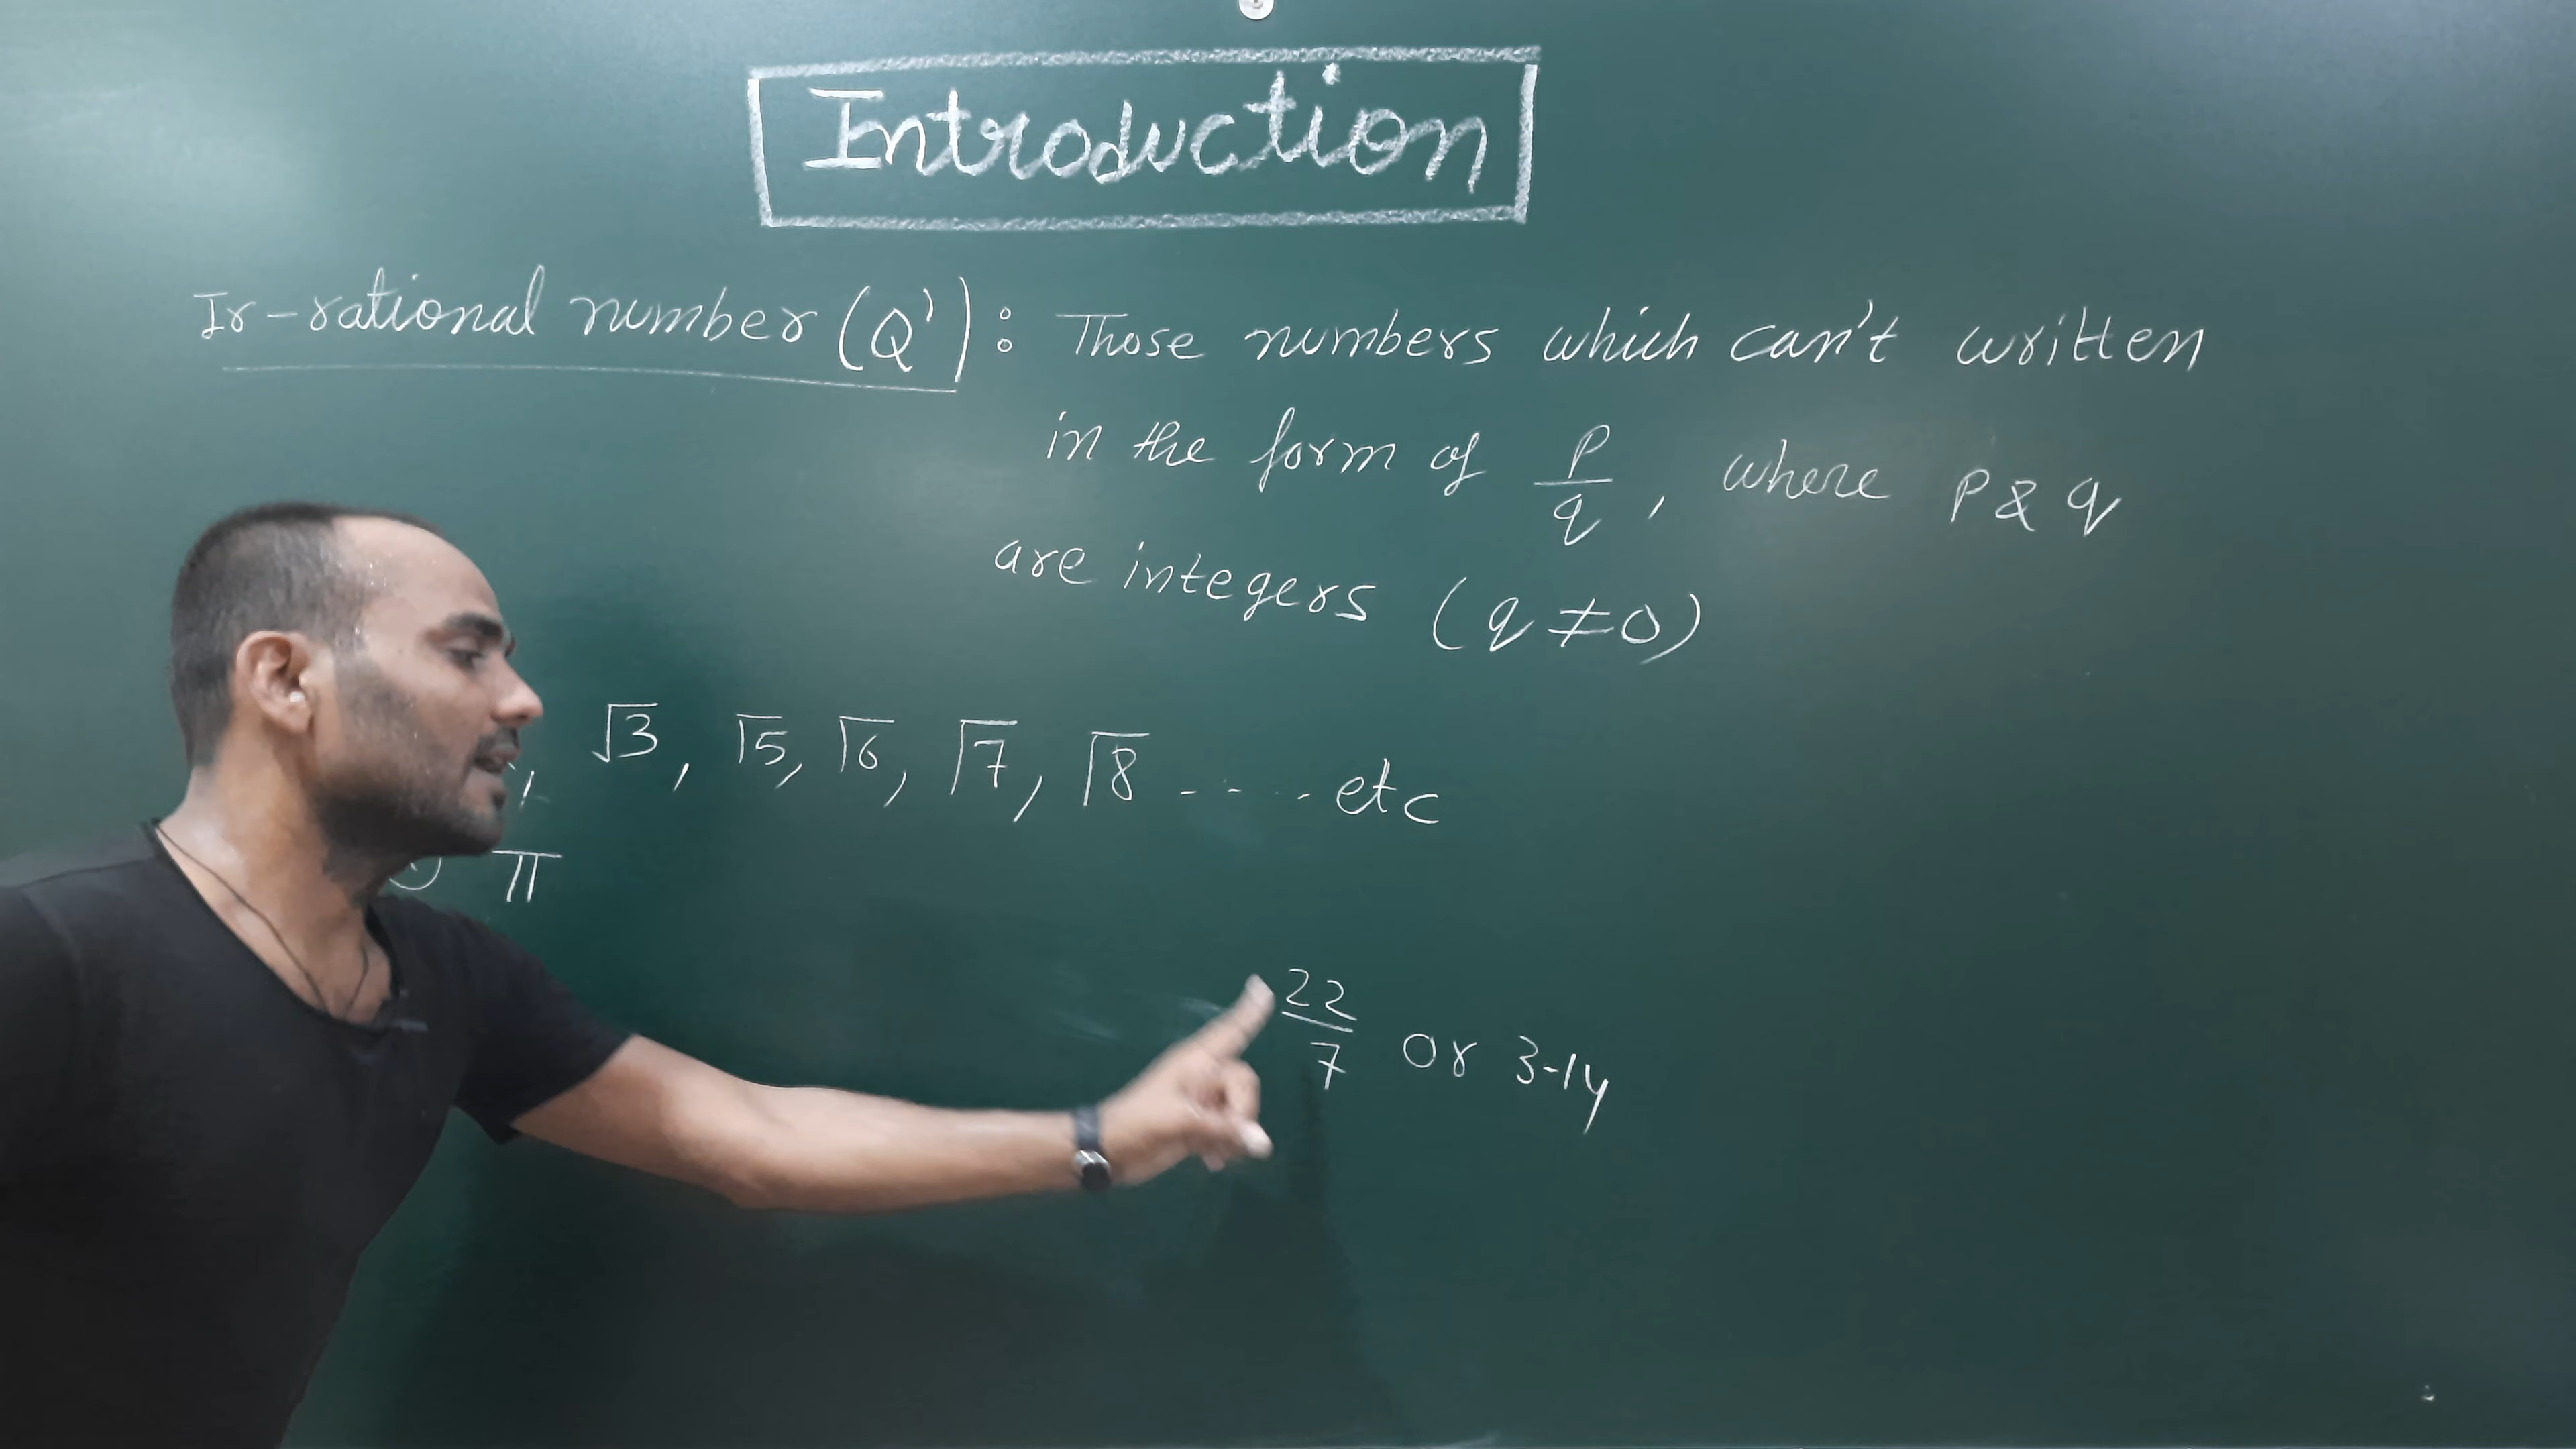 Introduction
Ir-rational number (Q') : Those numbers which can't written
in the form of p/q, where p & q
are integers (q ≠ 0)
√3, √5, √6, √7, √8 - - - - etc
π
22/7 or 3-14